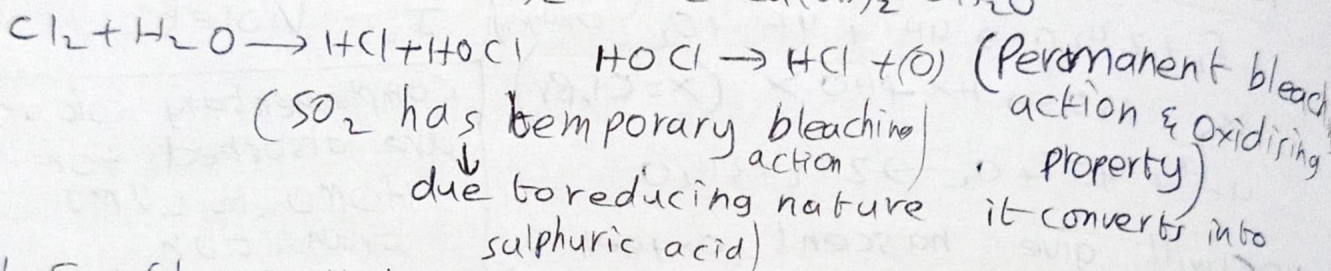 Cl₂ + H₂O → HCl + HOCl HOCl → HCl + (O) (Permanent bleach
action & Oxidising
property)
(SO₂ has temporary bleaching
action
↓
due to reducing nature it converts into
sulphuric acid)